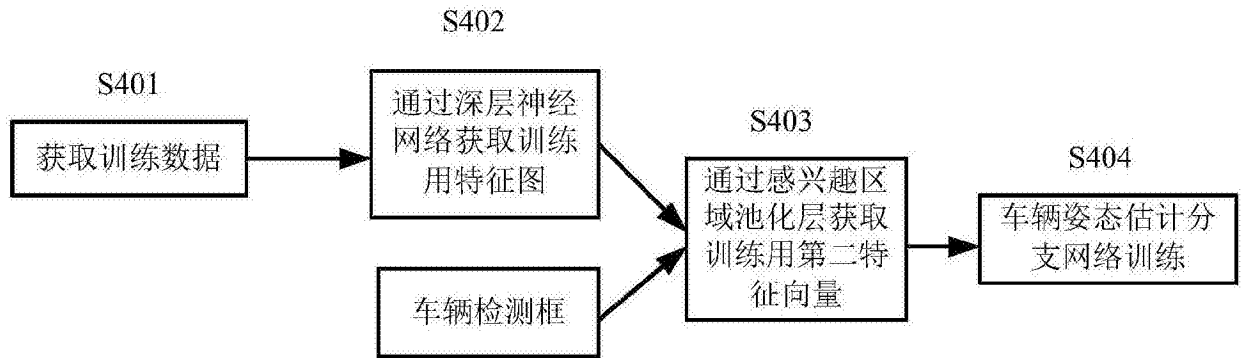 S401
获取训练数据
S402
通过深层神经
网络获取训练
用特征图
车辆检测框
S403
通过感兴趣区
域池化层获取
训练用第二特
征向量
S404
车辆姿态估计分
支网络训练